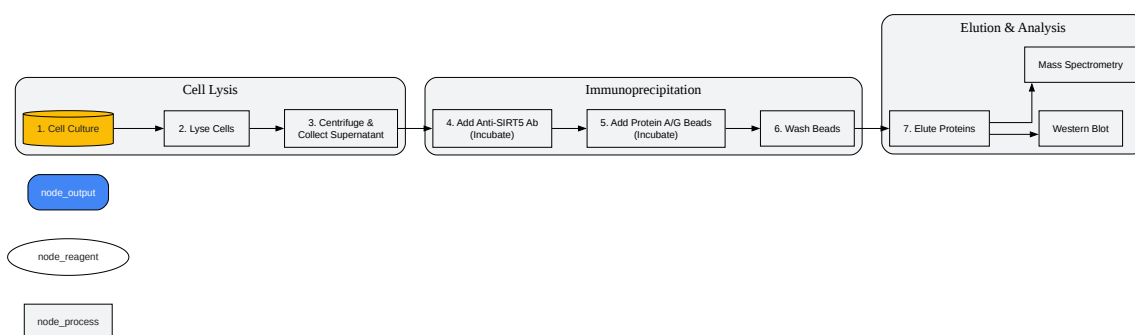 Cell Lysis
1. Cell Culture
2. Lyse Cells
3. Centrifuge &
Collect Supernatant
Immunoprecipitation
4. Add Anti-SIRT5 Ab
(Incubate)
5. Add Protein A/G Beads
(Incubate)
6. Wash Beads
Elution & Analysis
7. Elute Proteins
Mass Spectrometry
Western Blot
node_output
node_reagent
node_process